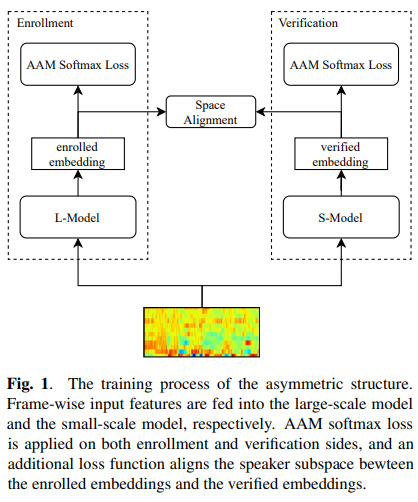 Enrollment
Verification
AAM Softmax Loss
AAM Softmax Loss
Space
Alignment
enrolled
embedding
verified
embedding
L-Model
S-Model
Fig. 1. The training process of the asymmetric structure.
Frame-wise input features are fed into the large-scale model
and the small-scale model, respectively. AAM softmax loss
is applied on both enrollment and verification sides, and an
additional loss function aligns the speaker subspace bewteen
the enrolled embeddings and the verified embeddings.